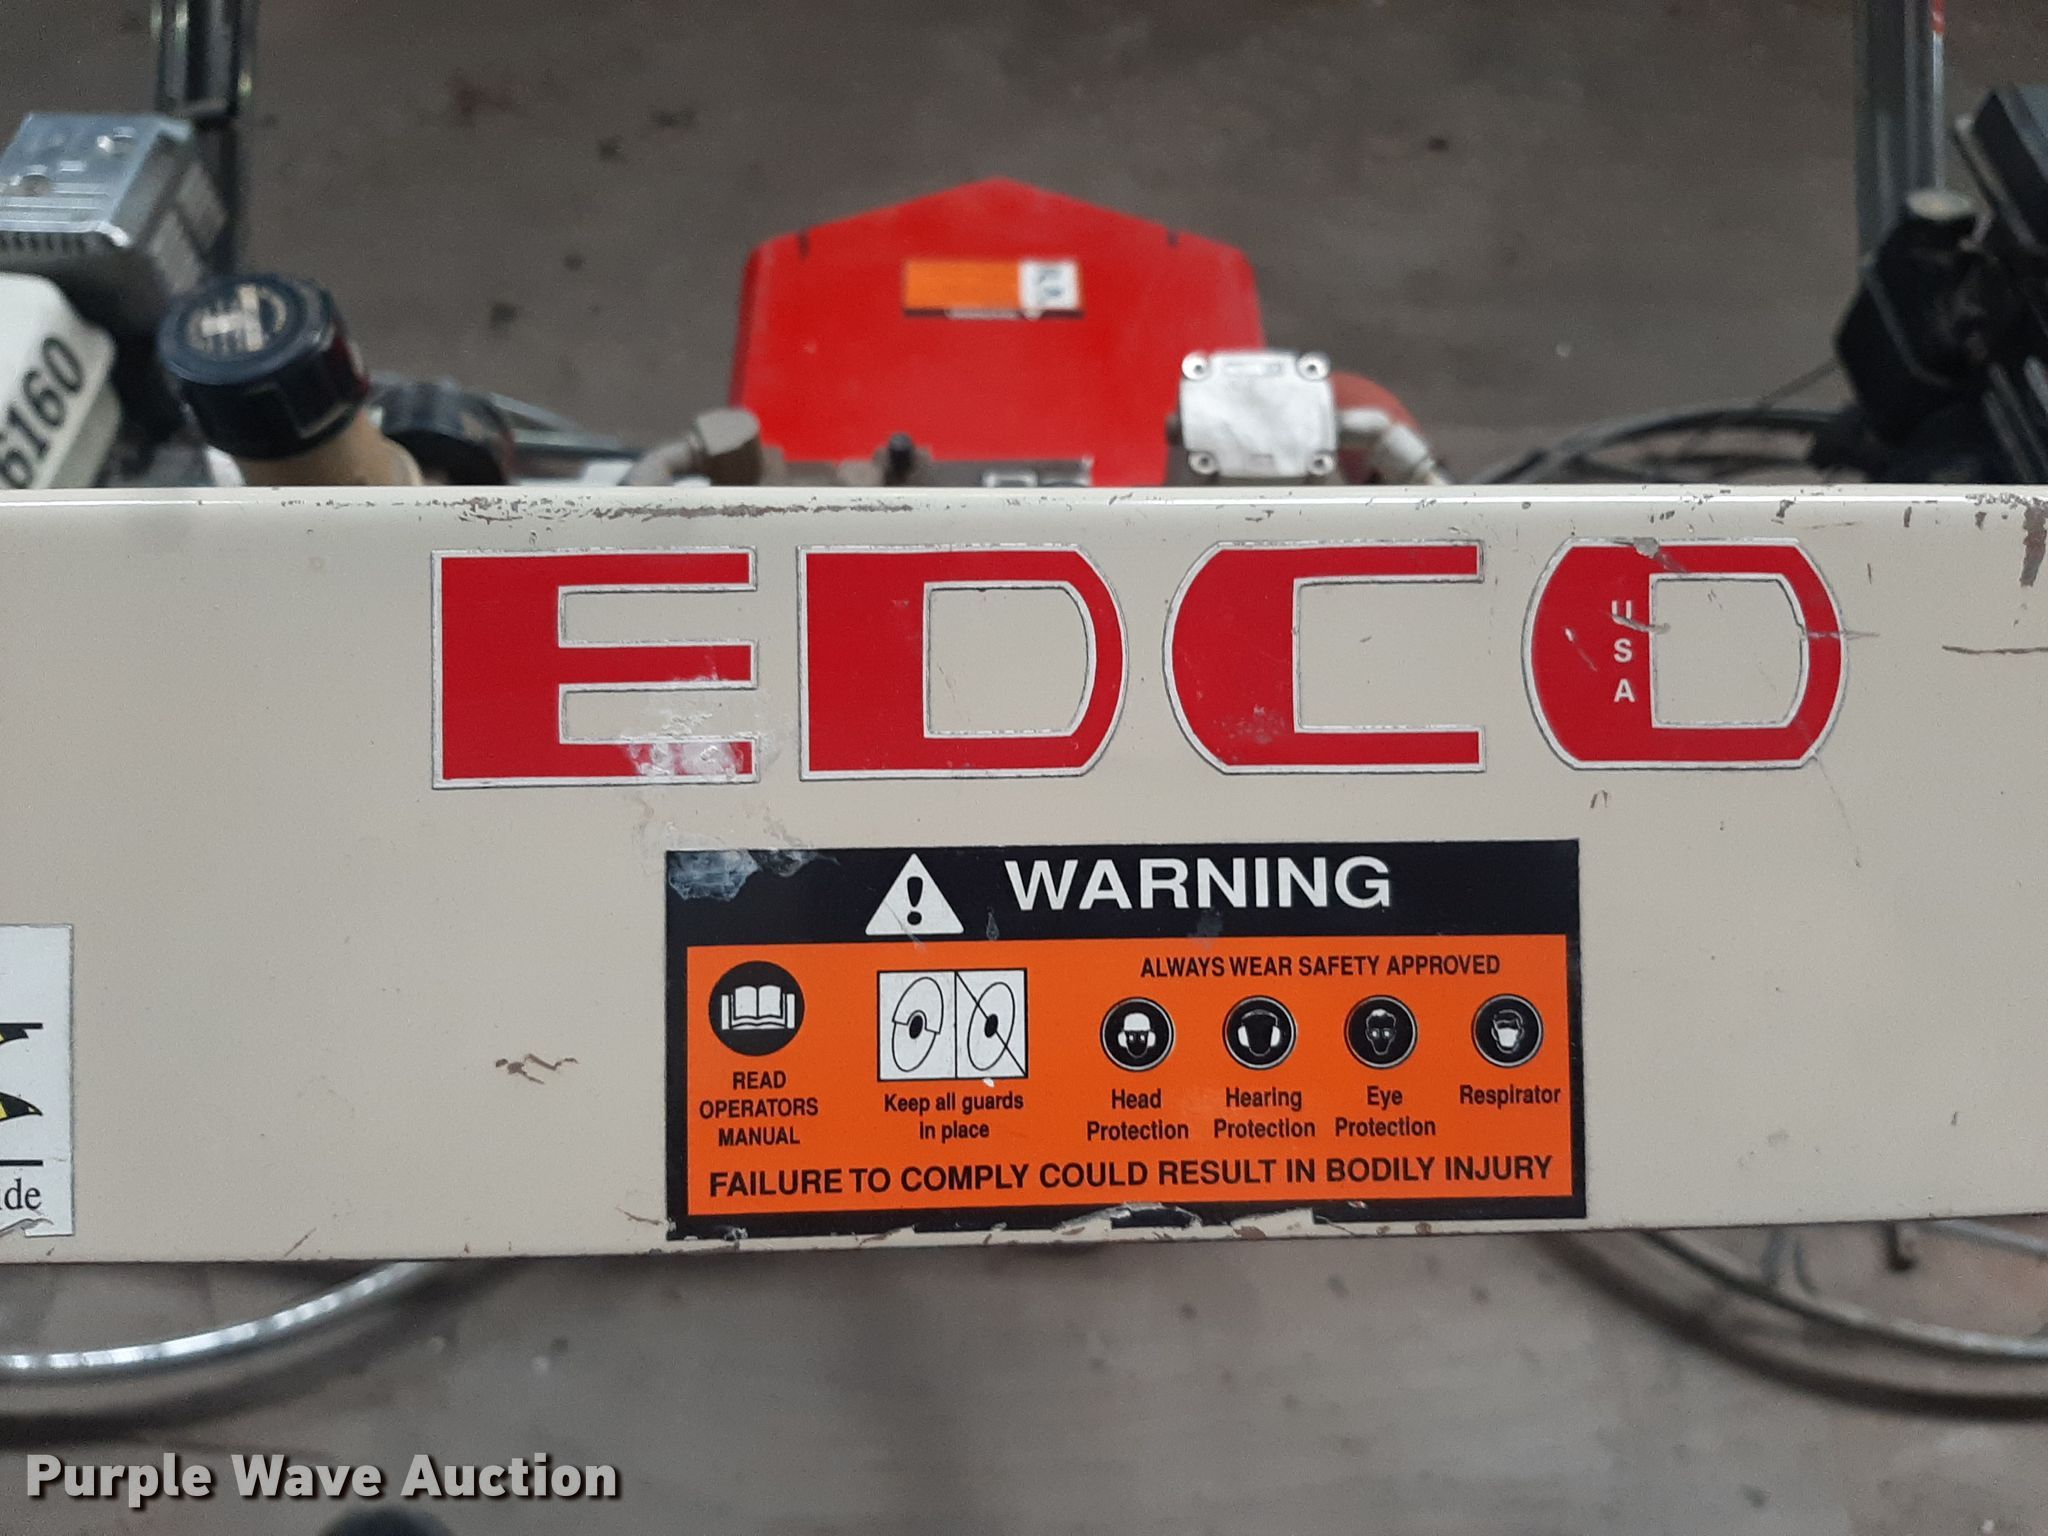 6160
EDCO
USA
WARNING
ALWAYS WEAR SAFETY APPROVED
READ
OPERATORS
MANUAL
Keep all guards
in place
Head
Protection
Hearing
Protection
Eye
Protection
Respirator
FAILURE TO COMPLY COULD RESULT IN BODILY INJURY
ide
Purple Wave Auction